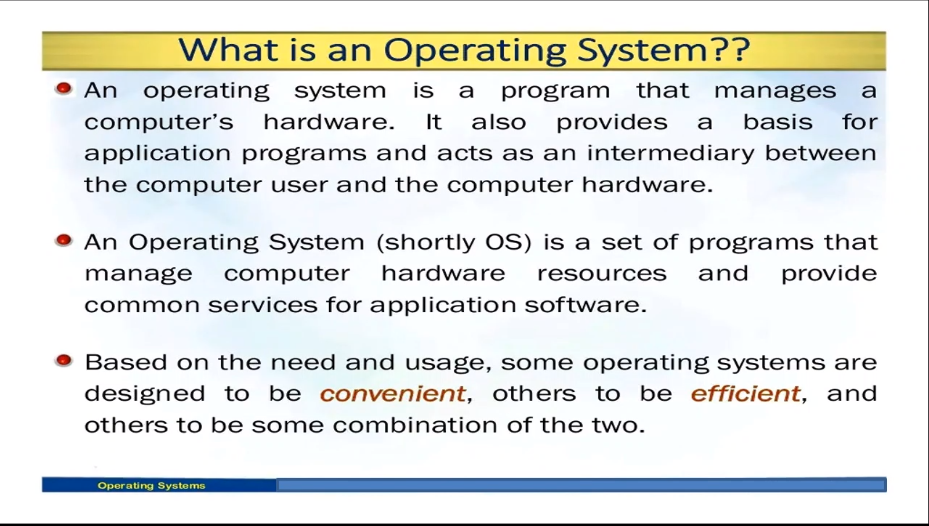 What is an Operating System??
An operating system is a program that manages a
computer's hardware. It also provides a basis for
application programs and acts as an intermediary between
the computer user and the computer hardware.
An Operating System (shortly OS) is a set of programs that
manage computer hardware resources and provide
common services for application software.
Based on the need and usage, some operating systems are
designed to be convenient, others to be efficient, and
others to be some combination of the two.
Operating Systems